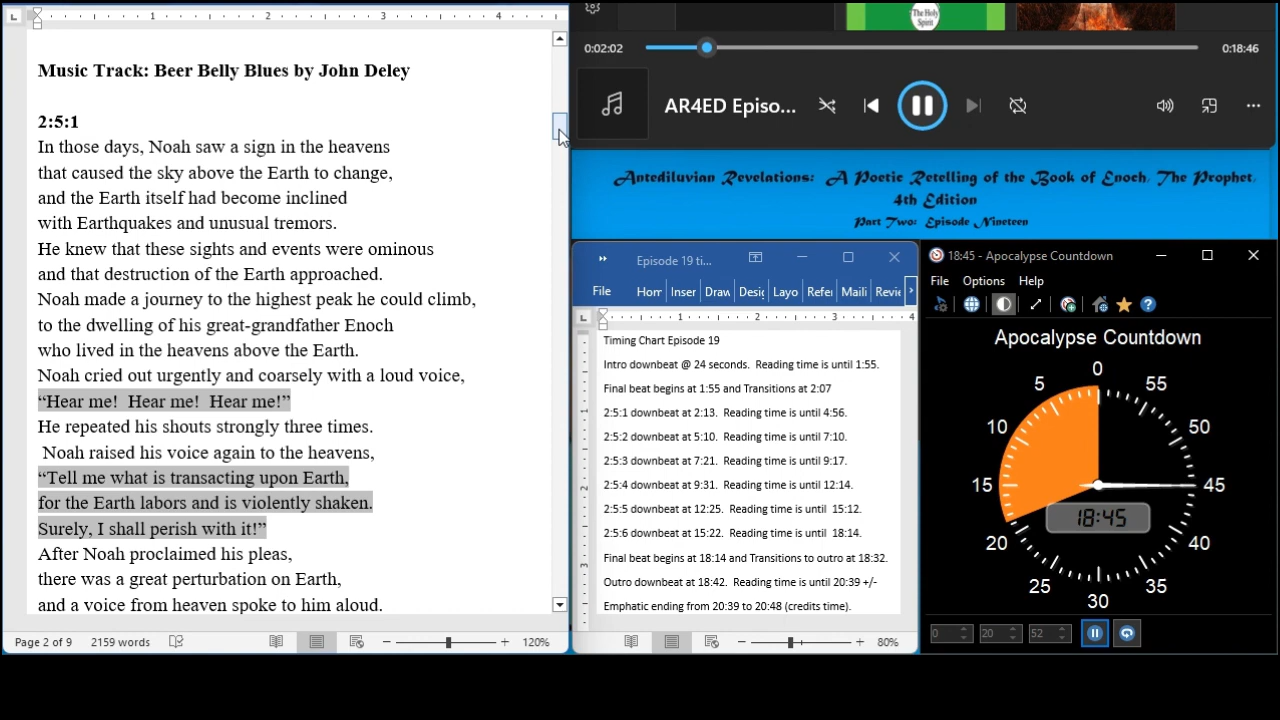 Music Track: Beer Belly Blues by John Deley
2:5:1
In those days, Noah saw a sign in the heavens
that caused the sky above the Earth to change,
and the Earth itself had become inclined
with Earthquakes and unusual tremors.
He knew that these sights and events were ominous
and that destruction of the Earth approached.
Noah made a journey to the highest peak he could climb,
to the dwelling of his great-grandfather Enoch
who lived in the heavens above the Earth.
Noah cried out urgently and coarsely with a loud voice,
“Hear me!  Hear me!  Hear me!”
He repeated his shouts strongly three times.
Noah raised his voice again to the heavens,
“Tell me what is transacting upon Earth,
for the Earth labors and is violently shaken.
Surely, I shall perish with it!”
After Noah proclaimed his pleas,
there was a great perturbation on Earth,
and a voice from heaven spoke to him aloud.
Page 2 of 9 2159 words 120%
The Holy
Spirit
0:02:02 0:18:46
AR4ED Episo...
Antediluvian Revelations:  A Poetic Retelling of the Book of Enoch, The Prophet,
4th Edition
Part Two:  Episode Nineteen
Episode 19 ti...
File Hom Inser Draw Desig Layo Refer Maili Revie
1 2 3 4
Timing Chart Episode 19
Intro downbeat @ 24 seconds.  Reading time is until 1:55.
Final beat begins at 1:55 and Transitions at 2:07
2:5:1 downbeat at 2:13.  Reading time is until 4:56.
2:5:2 downbeat at 5:10.  Reading time is until 7:10.
2:5:3 downbeat at 7:21.  Reading time is until 9:17.
2:5:4 downbeat at 9:31.  Reading time is until 12:14.
2:5:5 downbeat at 12:25.  Reading time is until  15:12.
2:5:6 downbeat at 15:22.  Reading time is until  18:14.
Final beat begins at 18:14 and Transitions to outro at 18:32.
Outro downbeat at 18:42.  Reading time is until 20:39 +/-
Emphatic ending from 20:39 to 20:48 (credits time).
80%
18:45 - Apocalypse Countdown
File Options Help
Apocalypse Countdown
0
5 55
10 50
15 45
18:45
20 40
25 35
30
0 20 52